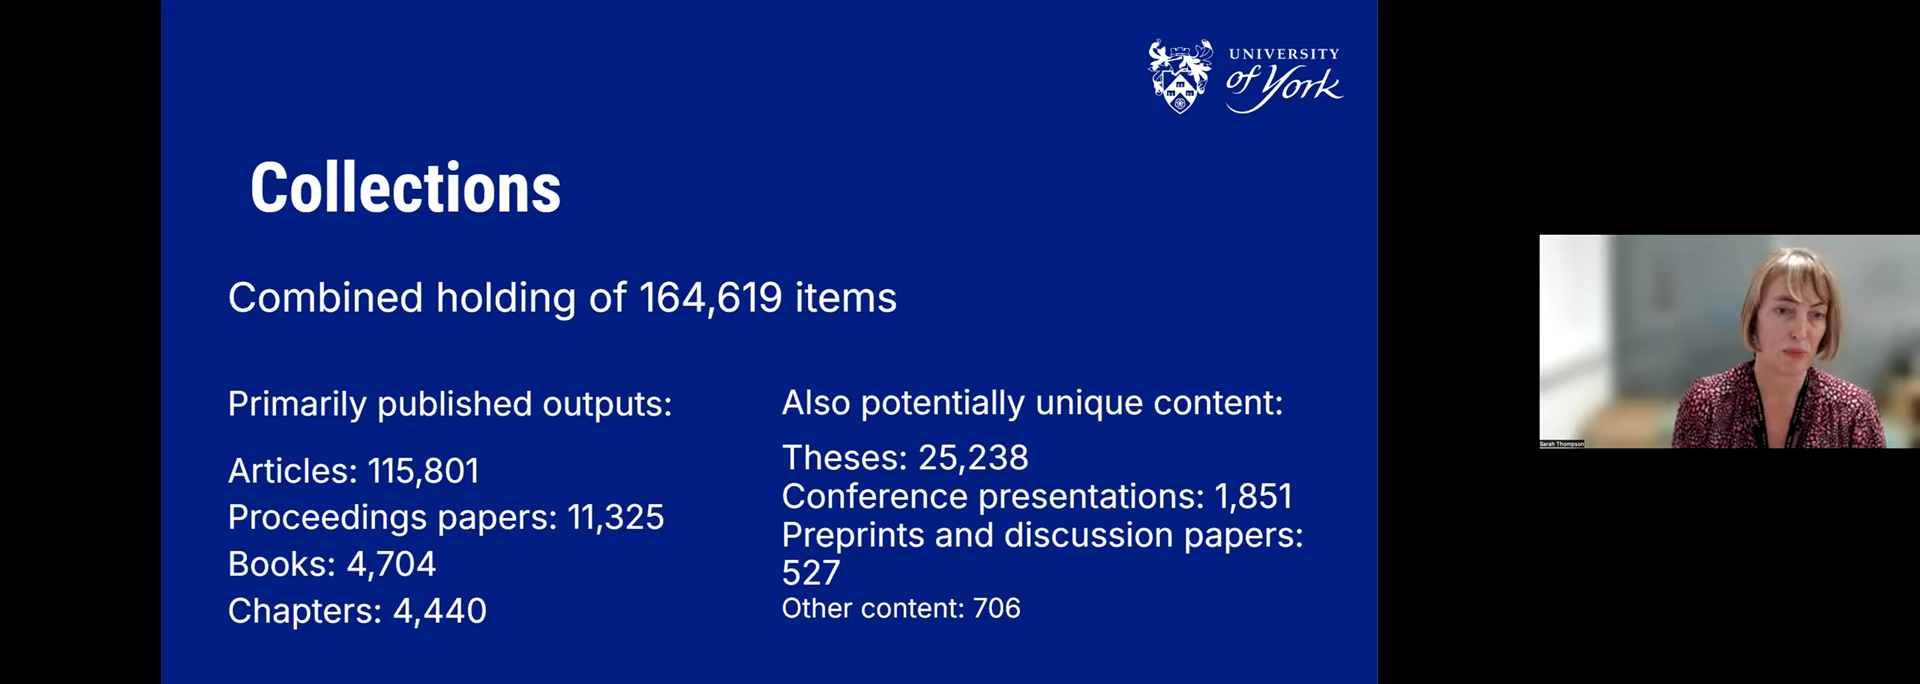 UNIVERSITY
of York
Collections
Combined holding of 164,619 items
Primarily published outputs:
Articles: 115,801
Proceedings papers: 11,325
Books: 4,704
Chapters: 4,440
Also potentially unique content:
Theses: 25,238
Conference presentations: 1,851
Preprints and discussion papers:
527
Other content: 706
Sarah Thompson